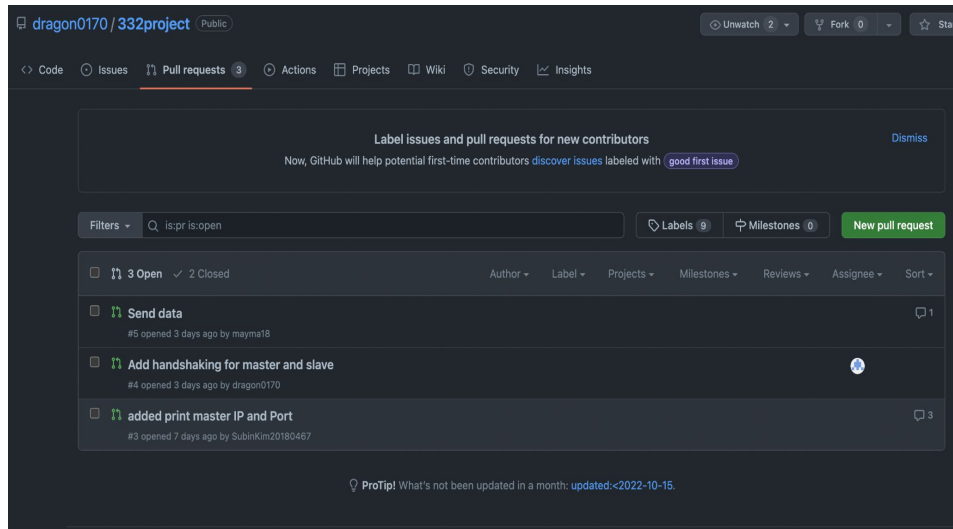 dragon0170 / 332project Public Unwatch 2 Fork 0
Code Issues Pull requests 3 Actions Projects Wiki Security Insights
Label issues and pull requests for new contributors Dismiss
Now, GitHub will help potential first-time contributors discover issues labeled with good first issue
Filters is:pr is:open Labels 9 Milestones 0 New pull request
3 Open 2 Closed Author Label Projects Milestones Reviews Assignee Sort
Send data 1
#5 opened 3 days ago by mayma18
Add handshaking for master and slave
#4 opened 3 days ago by dragon0170
added print master IP and Port 3
#3 opened 7 days ago by SubinKim20180467
ProTip! What's not been updated in a month: updated:<2022-10-15.